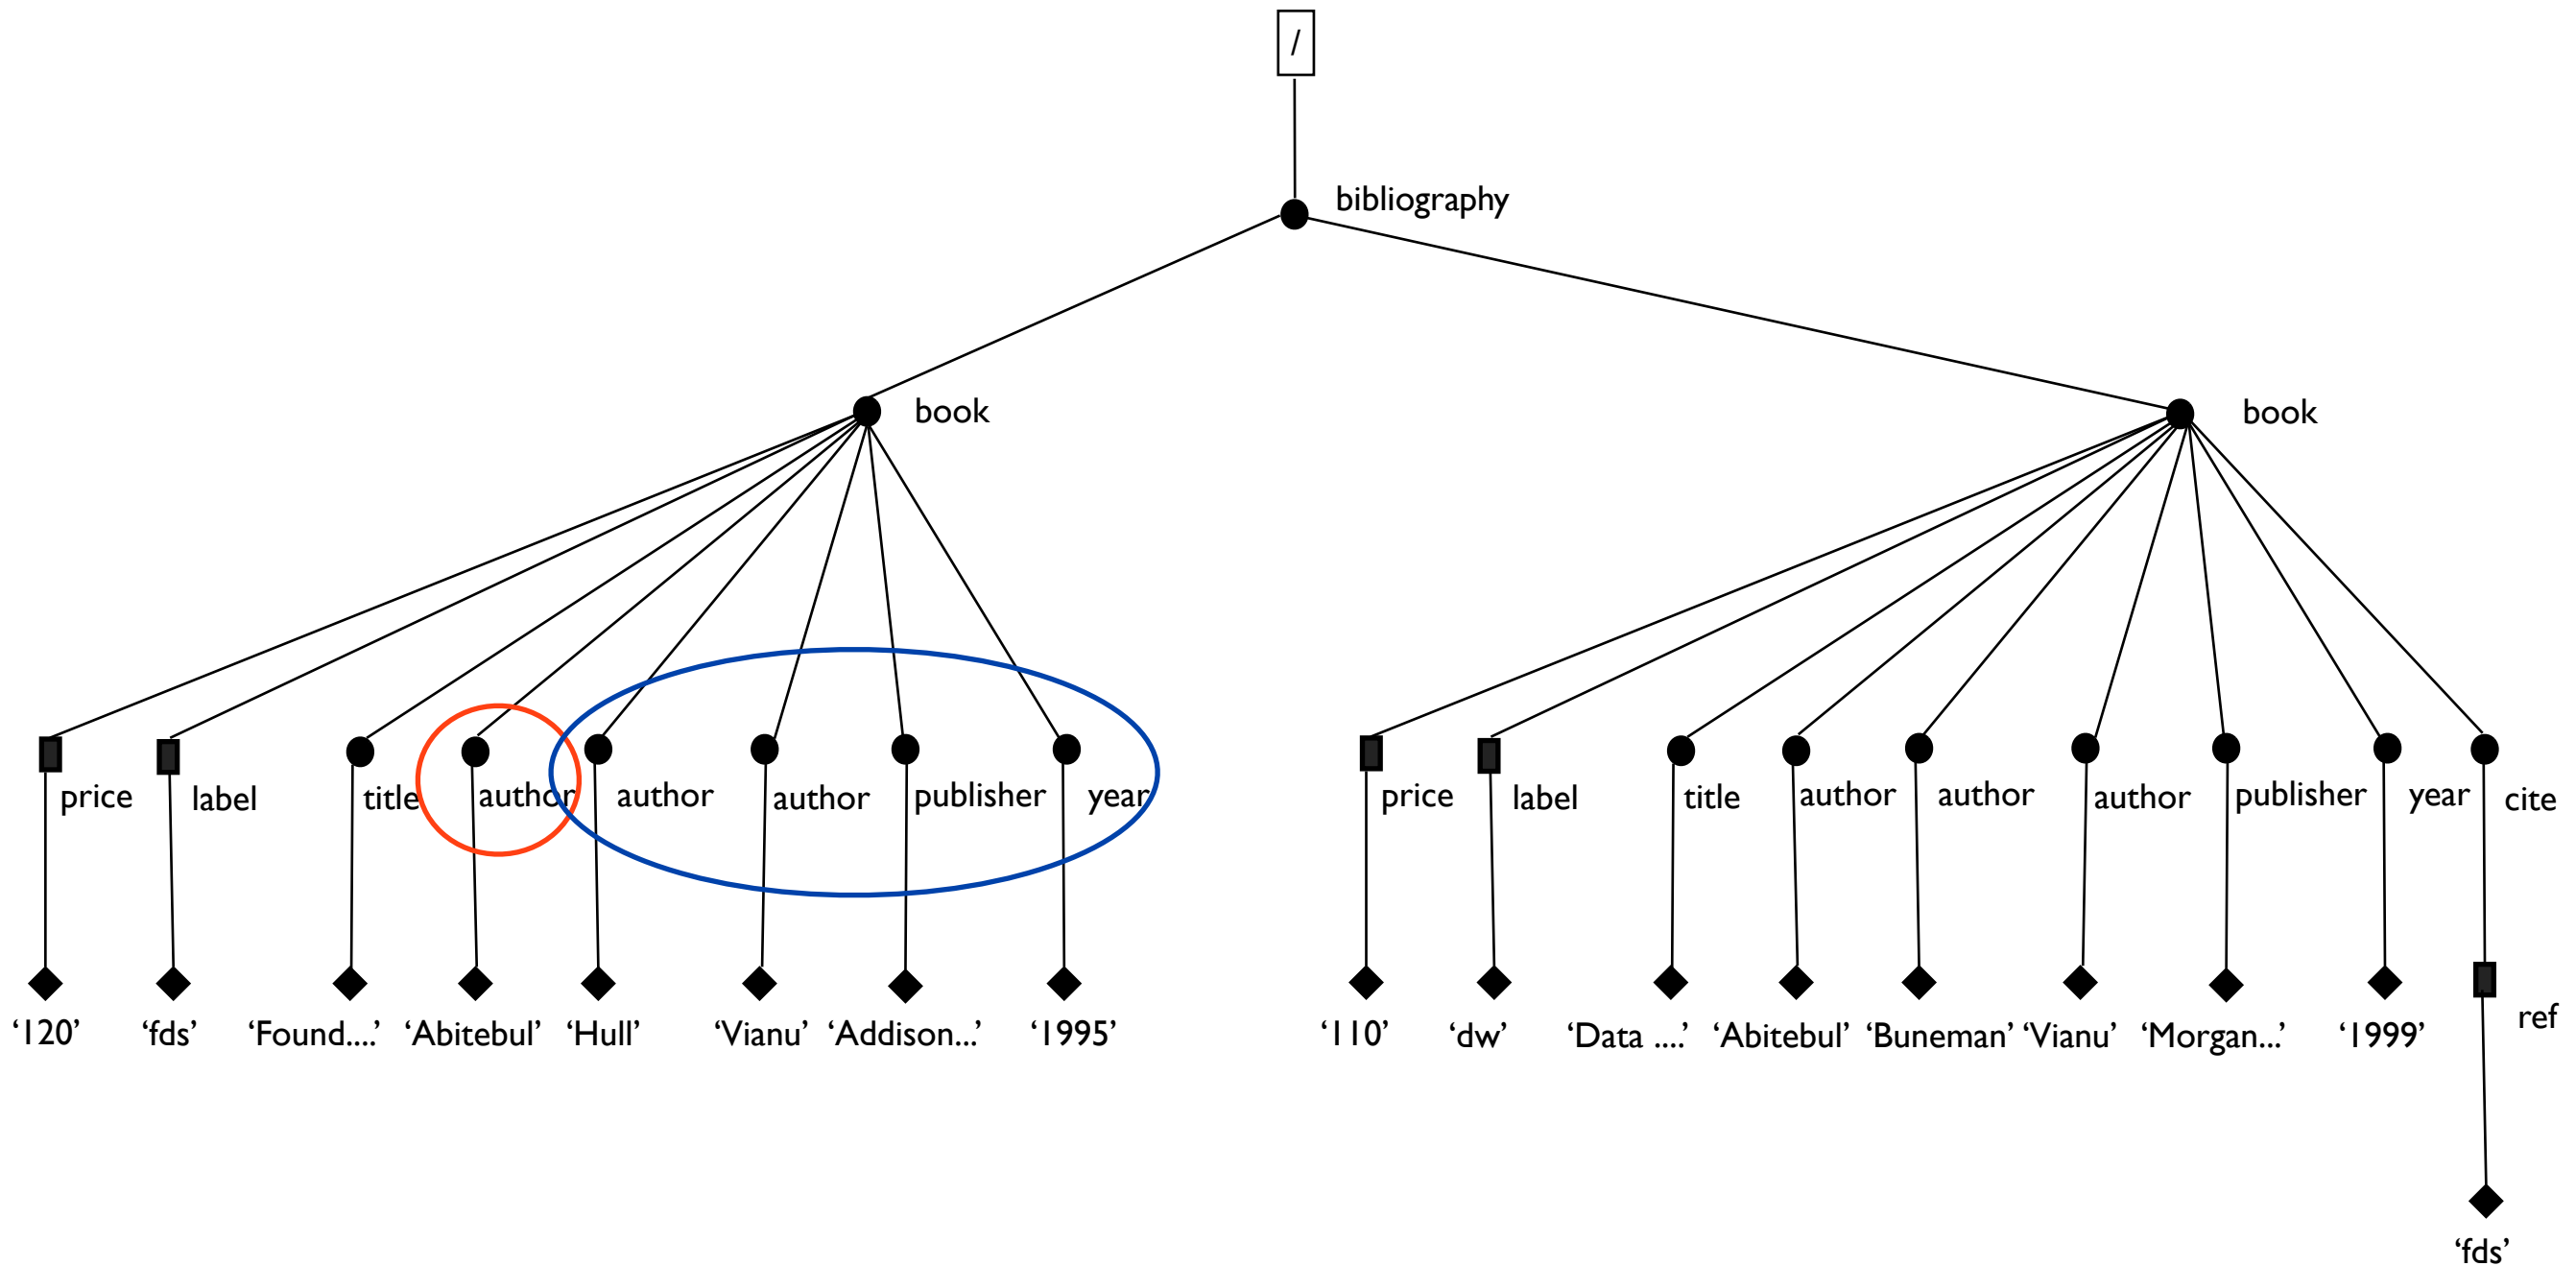 /
bibliography
book book
price label title author author author publisher year price label title author author author publisher year cite
‘120’ ‘fds’ ‘Found....’ ‘Abitebul’ ‘Hull’ ‘Vianu’ ‘Addison...’ ‘1995’ ‘110’ ‘dw’ ‘Data ....’ ‘Abitebul’ ‘Buneman’ ‘Vianu’ ‘Morgan...’ ‘1999’ ref
‘fds’